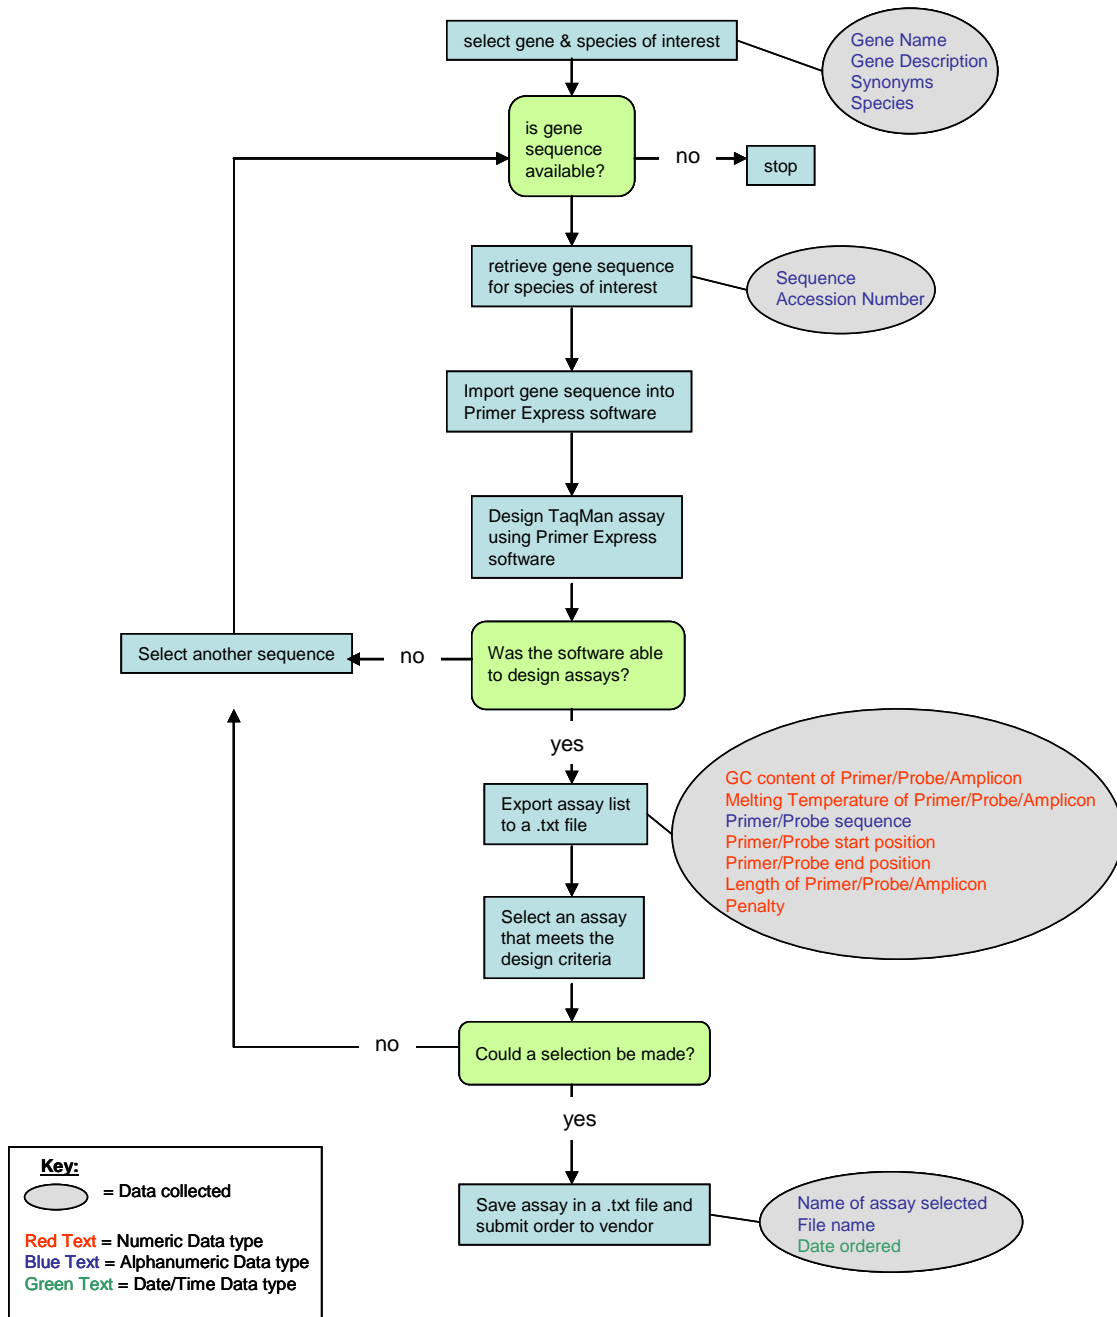 select gene & species of interest
Gene Name
Gene Description
Synonyms
Species
is gene
sequence
available?
no
stop
retrieve gene sequence
for species of interest
Sequence
Accession Number
Import gene sequence into
Primer Express software
Design TaqMan assay
using Primer Express
software
Select another sequence
no
Was the software able
to design assays?
yes
Export assay list
to a .txt file
GC content of Primer/Probe/Amplicon
Melting Temperature of Primer/Probe/Amplicon
Primer/Probe sequence
Primer/Probe start position
Primer/Probe end position
Length of Primer/Probe/Amplicon
Penalty
Select an assay
that meets the
design criteria
no
Could a selection be made?
yes
Save assay in a .txt file and
submit order to vendor
Name of assay selected
File name
Date ordered
Key:
= Data collected
Red Text = Numeric Data type
Blue Text = Alphanumeric Data type
Green Text = Date/Time Data type